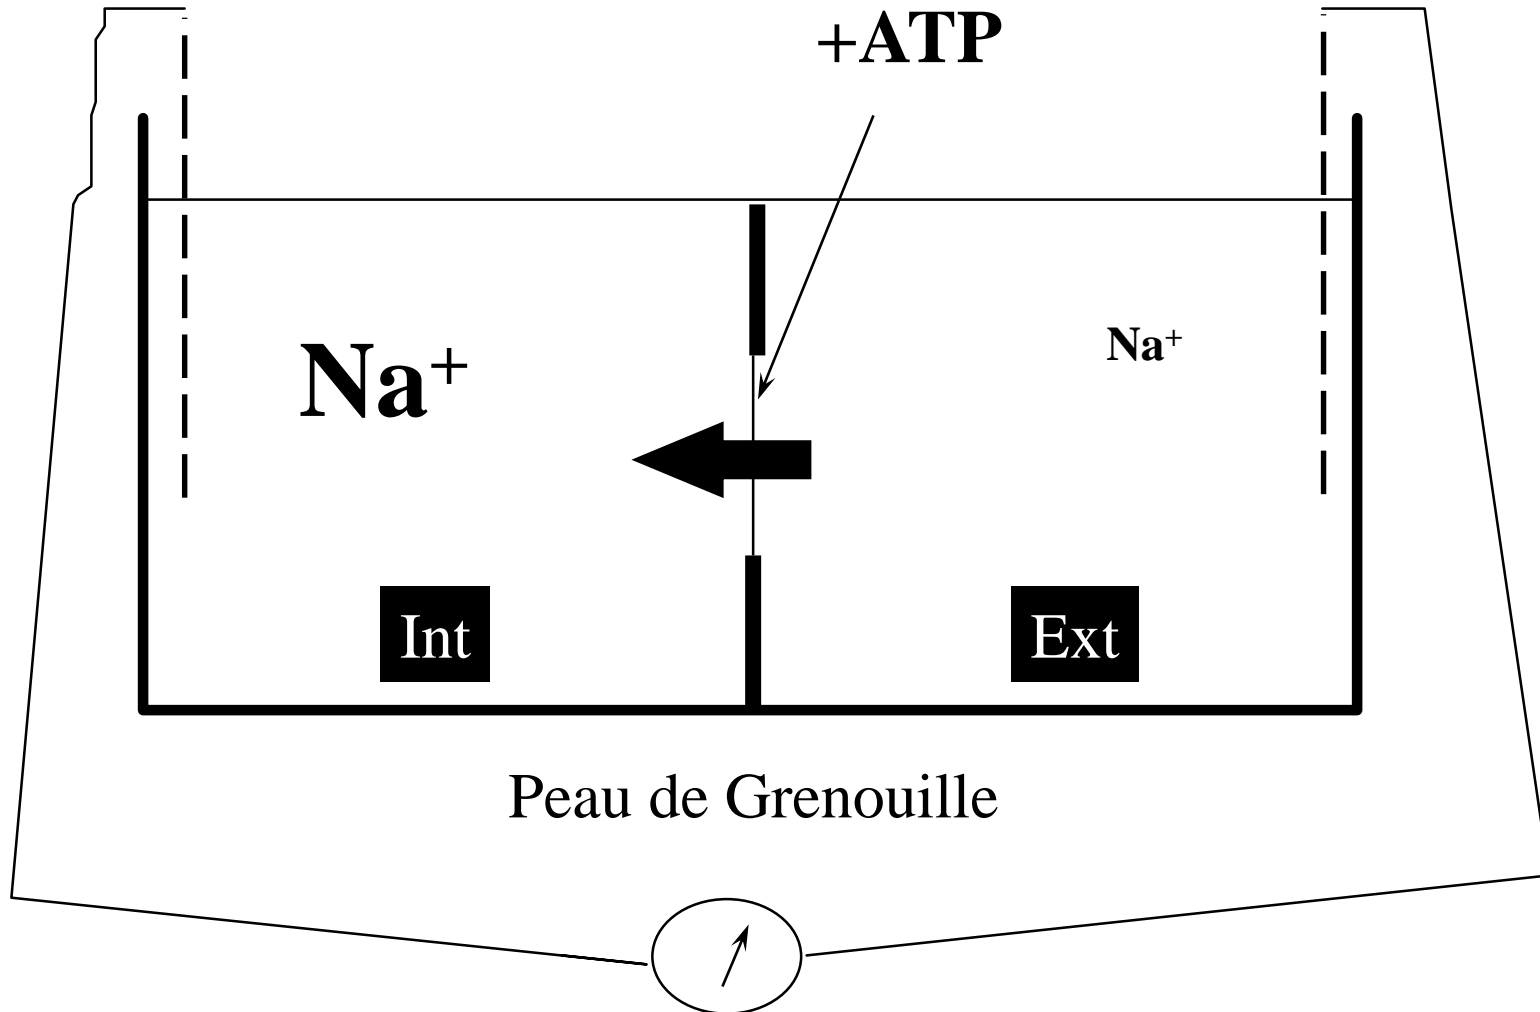 +ATP
Na⁺
Na⁺
Int
Ext
Peau de Grenouille